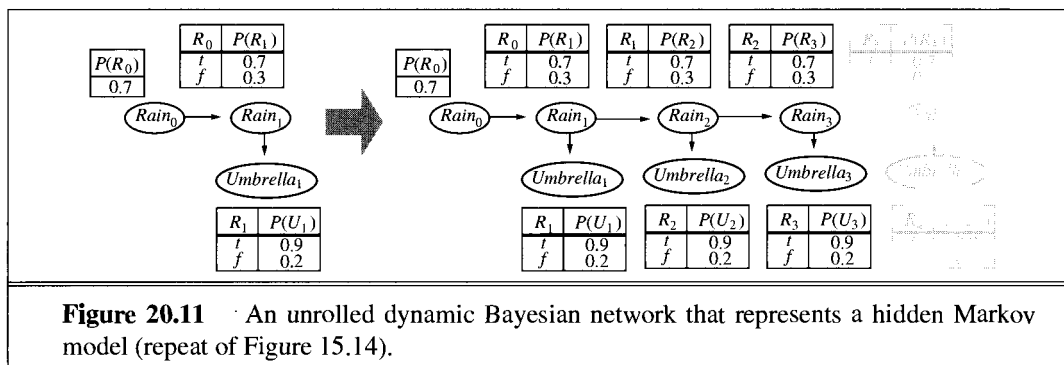 R0 P(R1) R0 P(R1) R1 P(R2) R2 P(R3)
P(R0) t 0.7 P(R0) t 0.7 t 0.7 t 0.7
0.7 f 0.3 0.7 f 0.3 f 0.3 f 0.3
Rain0 Rain1 Rain0 Rain1 Rain2 Rain3
Umbrella1 Umbrella1 Umbrella2 Umbrella3
R1 P(U1) R1 P(U1) R2 P(U2) R3 P(U3)
t 0.9 t 0.9 t 0.9 t 0.9
f 0.2 f 0.2 f 0.2 f 0.2
Figure 20.11 An unrolled dynamic Bayesian network that represents a hidden Markov
model (repeat of Figure 15.14).